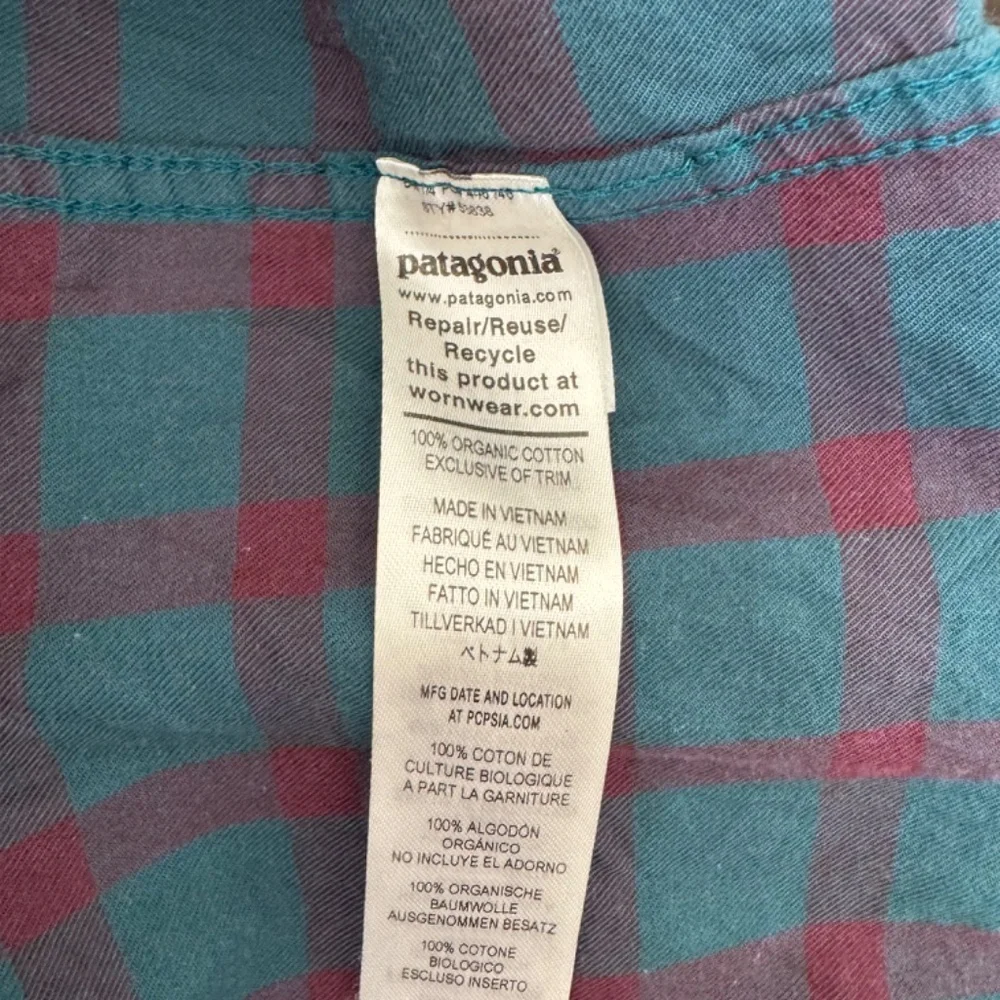 STY#
patagonia®
www.patagonia.com
Repair/Reuse/
Recycle
this product at
wornwear.com
100% ORGANIC COTTON
EXCLUSIVE OF TRIM
MADE IN VIETNAM
FABRIQUÉ AU VIETNAM
HECHO EN VIETNAM
FATTO IN VIETNAM
TILLVERKAD I VIETNAM
ベトナム製
MFG DATE AND LOCATION
AT PCPSIA.COM
100% COTON DE
CULTURE BIOLOGIQUE
A PART LA GARNITURE
100% ALGODÓN
ORGÁNICO
NO INCLUYE EL ADORNO
100% ORGANISCHE
BAUMWOLLE
AUSGENOMMEN BESATZ
100% COTONE
BIOLOGICO
ESCLUSO INSERTO